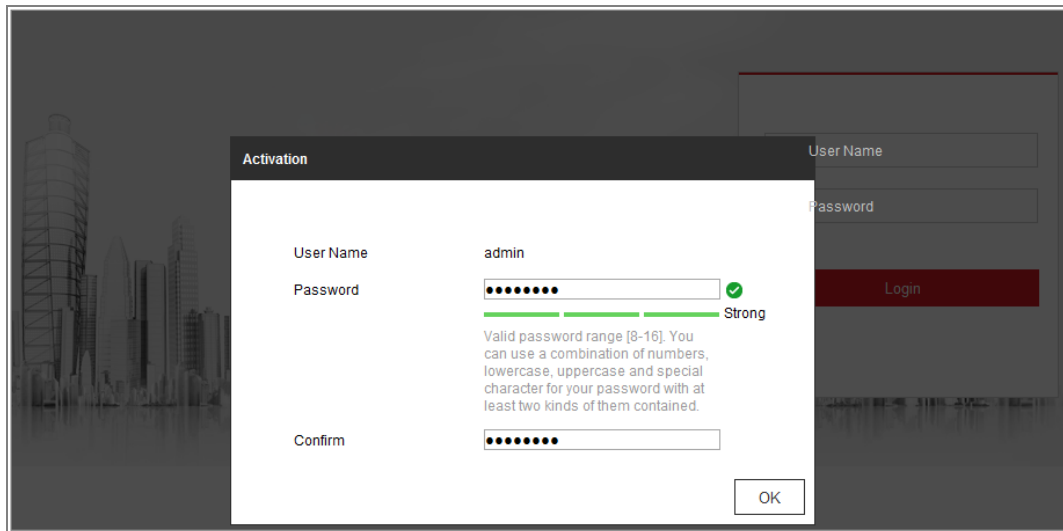 Activation
User Name
Password
Login
User Name admin
Password ●●●●●●●●
Strong
Valid password range [8-16]. You
can use a combination of numbers,
lowercase, uppercase and special
character for your password with at
least two kinds of them contained.
Confirm ●●●●●●●●
OK